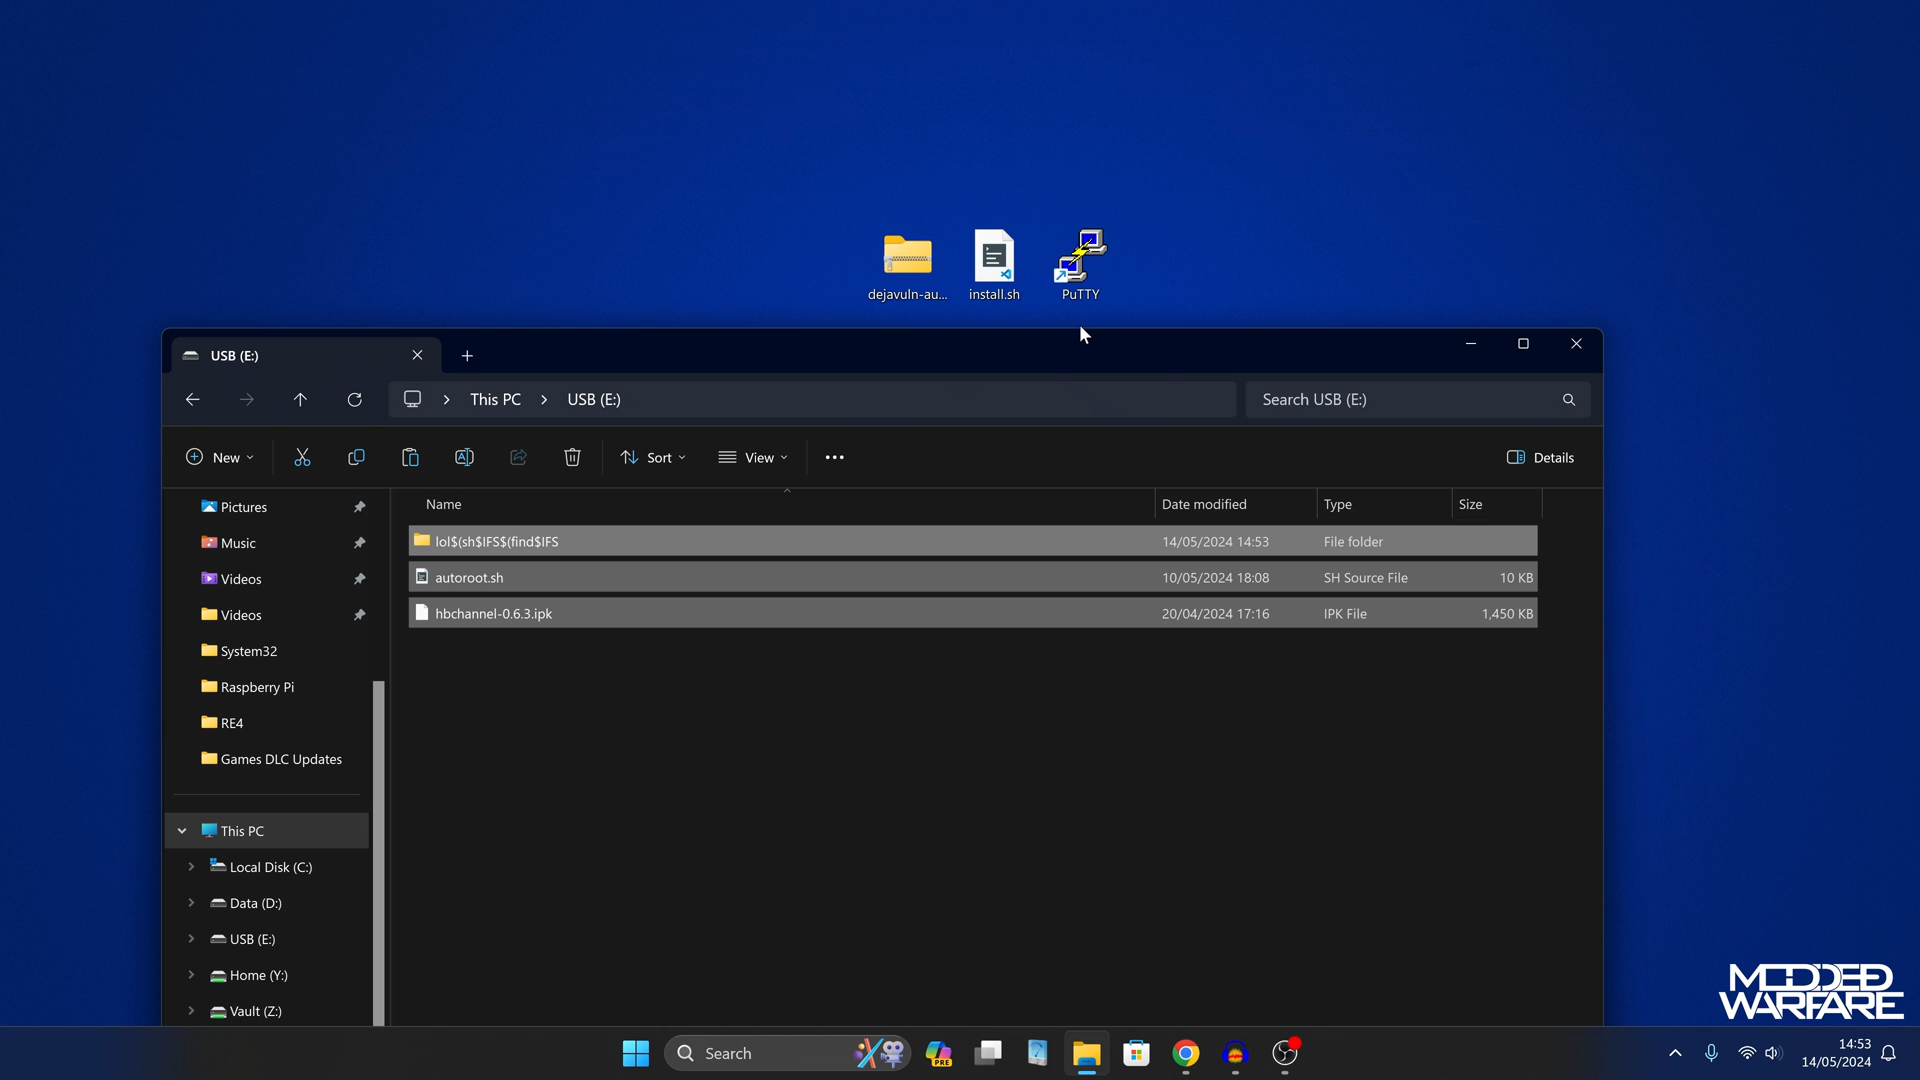 dejavuln-au...
install.sh
PuTTY
USB (E:)
This PC
USB (E:)
Search USB (E:)
New
Sort
View
Details
Pictures
Music
Videos
Videos
System32
Raspberry Pi
RE4
Games DLC Updates
This PC
Local Disk (C:)
Data (D:)
USB (E:)
Home (Y:)
Vault (Z:)
Name Date modified Type Size
lol$(sh$IFS$(find$IFS 14/05/2024 14:53 File folder
autoroot.sh 10/05/2024 18:08 SH Source File 10 KB
hbchannel-0.6.3.ipk 20/04/2024 17:16 IPK File 1,450 KB
MODDED
WARFARE
Search
PRE
14:53
14/05/2024